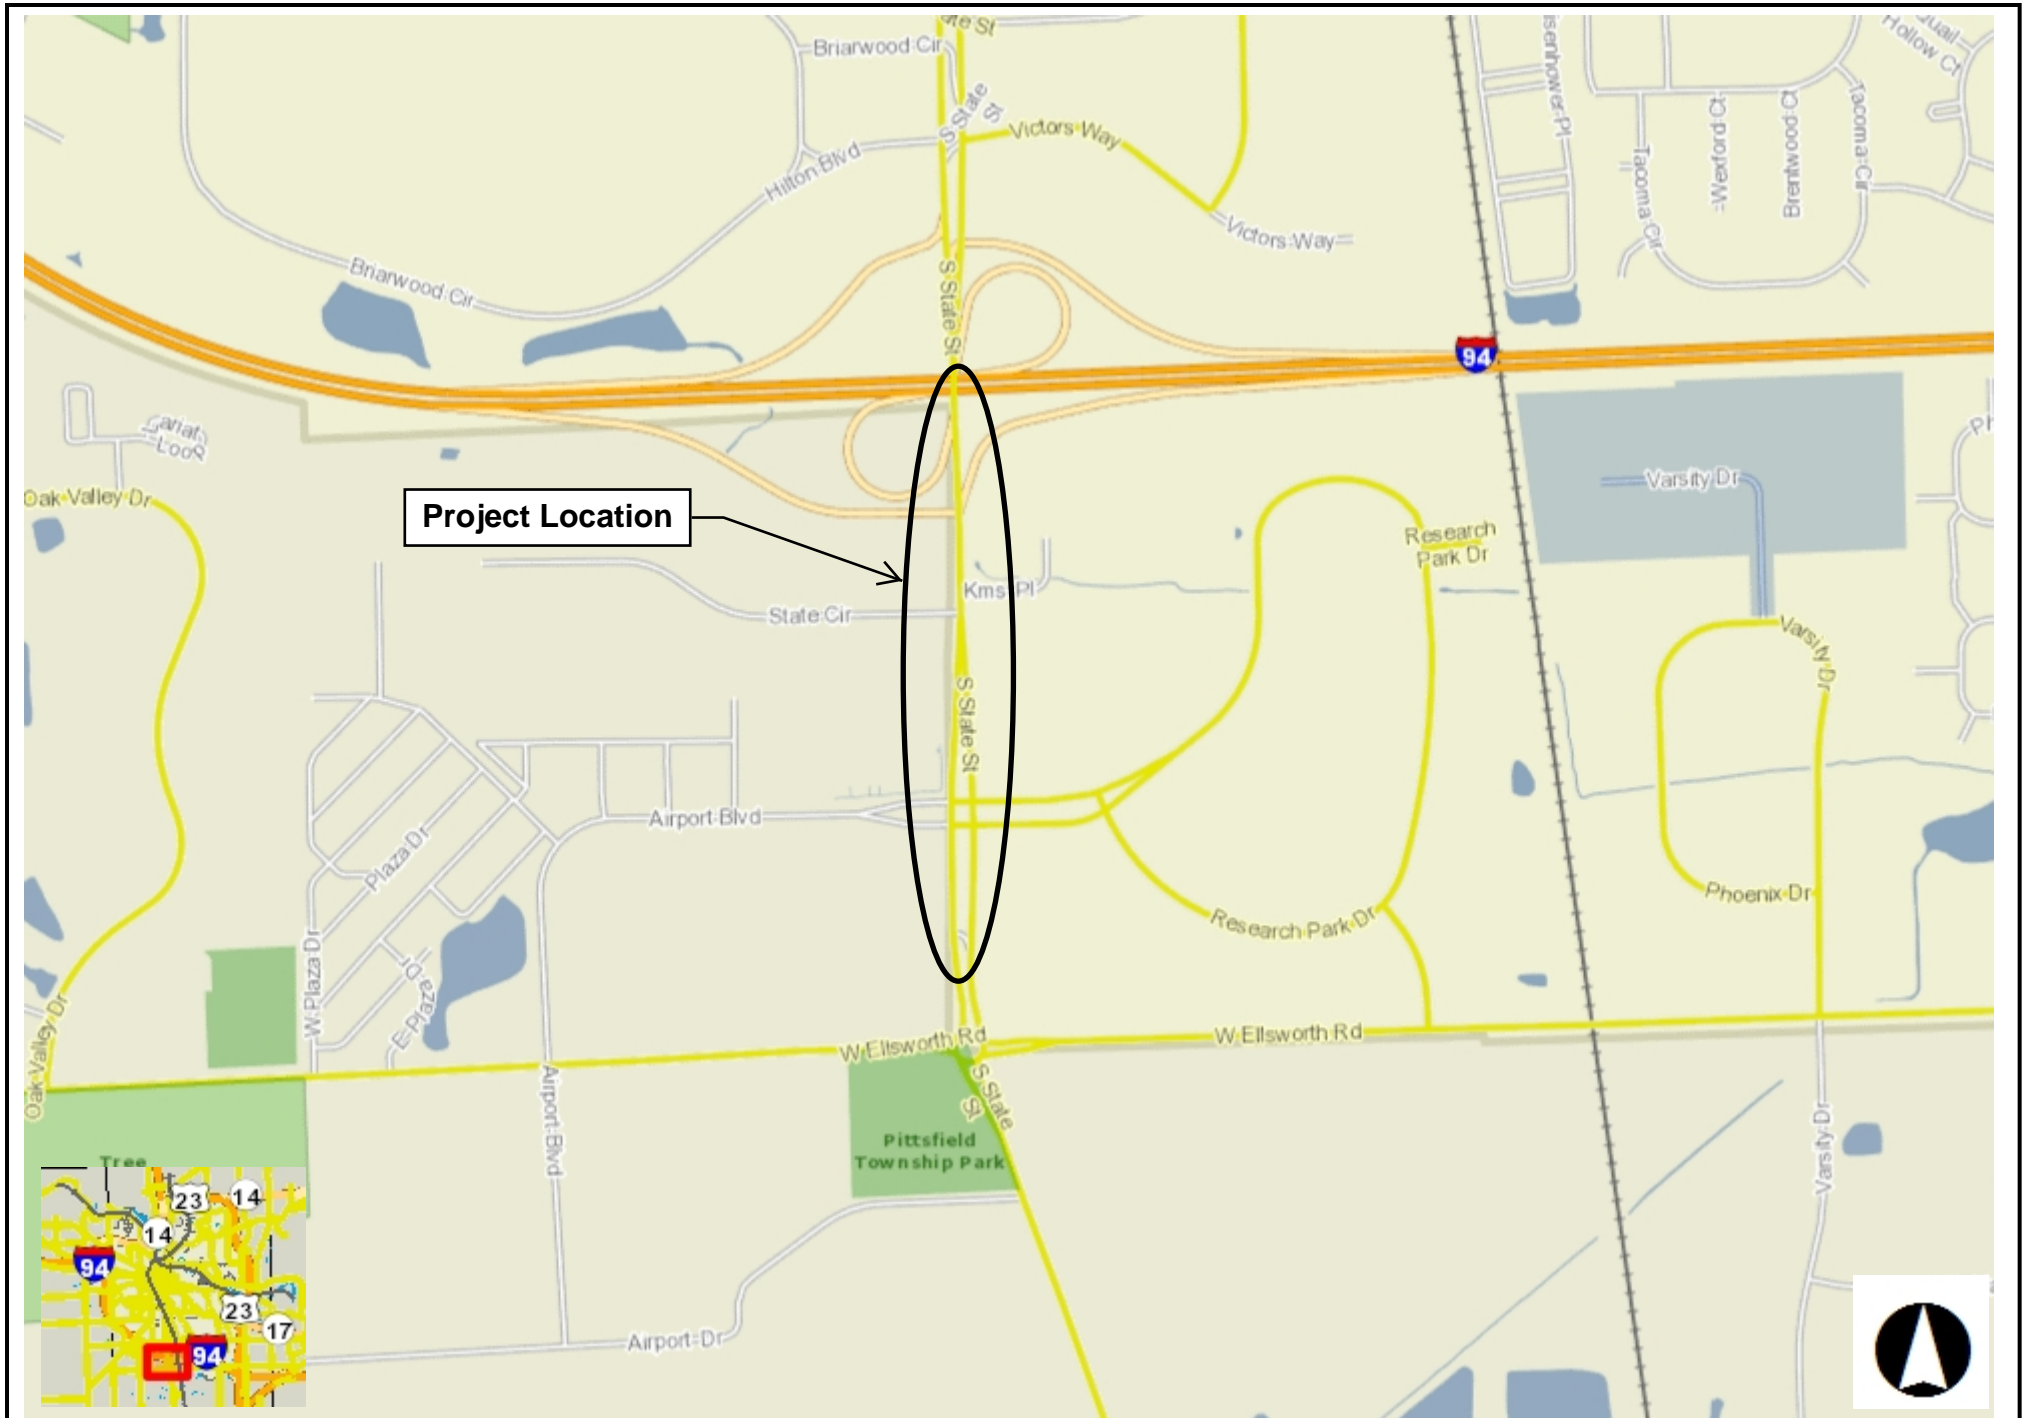 ate St
Briarwood Cir
S State
St
Victors Way
Hilton Blvd
Victors Way
isenhower Pl
Quail
Hollow Ct
Tacoma Cir
Wexford Ct
Brentwood Ct
Tacoma Cir
Briarwood Cir
S State St
94
Lariat
Loop
Oak Valley Dr
Project Location
Varsity Dr
Research
Park Dr
Ph
Kms Pl
State Cir
Varsity Dr
S State St
Airport Blvd
Plaza Dr
Phoenix Dr
Research Park Dr
W Plaza Dr
E Plaza Dr
Oak Valley Dr
W Ellsworth Rd
W Ellsworth Rd
S State
St
Airport Blvd
Pittsfield
Township Park
Varsity Dr
Tree
23
14
14
94
23
17
94
Airport Dr